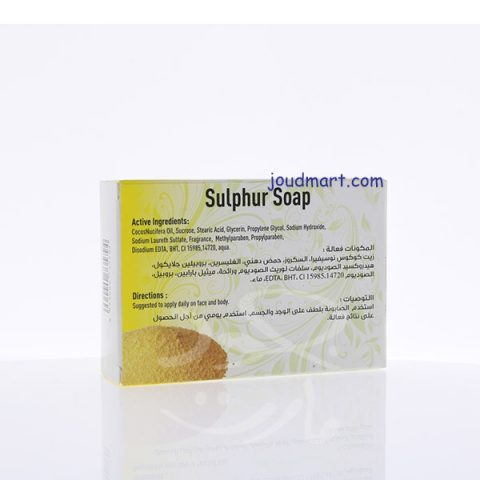 joudmart.com
Sulphur Soap
Active Ingredients:
CocosNucifera Oil, Sucrose, Stearic Acid, Glycerin, Propylene Glycol, Sodium Hydroxide,
Sodium Laureth Sulfate, Fragrance, Methylparaben, Propylparaben,
Disodium EDTA, BHT, CI 15985,14720, aqua.
المكونات فعالة :
زيت كوكوس نوسيفيرا، السكروز، حمض دهني، الغليسرين، بروبيلين جلايكول،
هيدروكسيد الصوديوم، سلفات لوريث الصوديوم ورائحة، ميثيل بارابين، بروبيل،
EDTA، BHT، CI 15985،14720، ماء.
Directions :
Suggested to apply daily on face and body.
التوصيات :
استخدم الصابونة بلطف على الوجه والجسم. استخدم يومي من أجل الحصول
على نتائج فعالة.